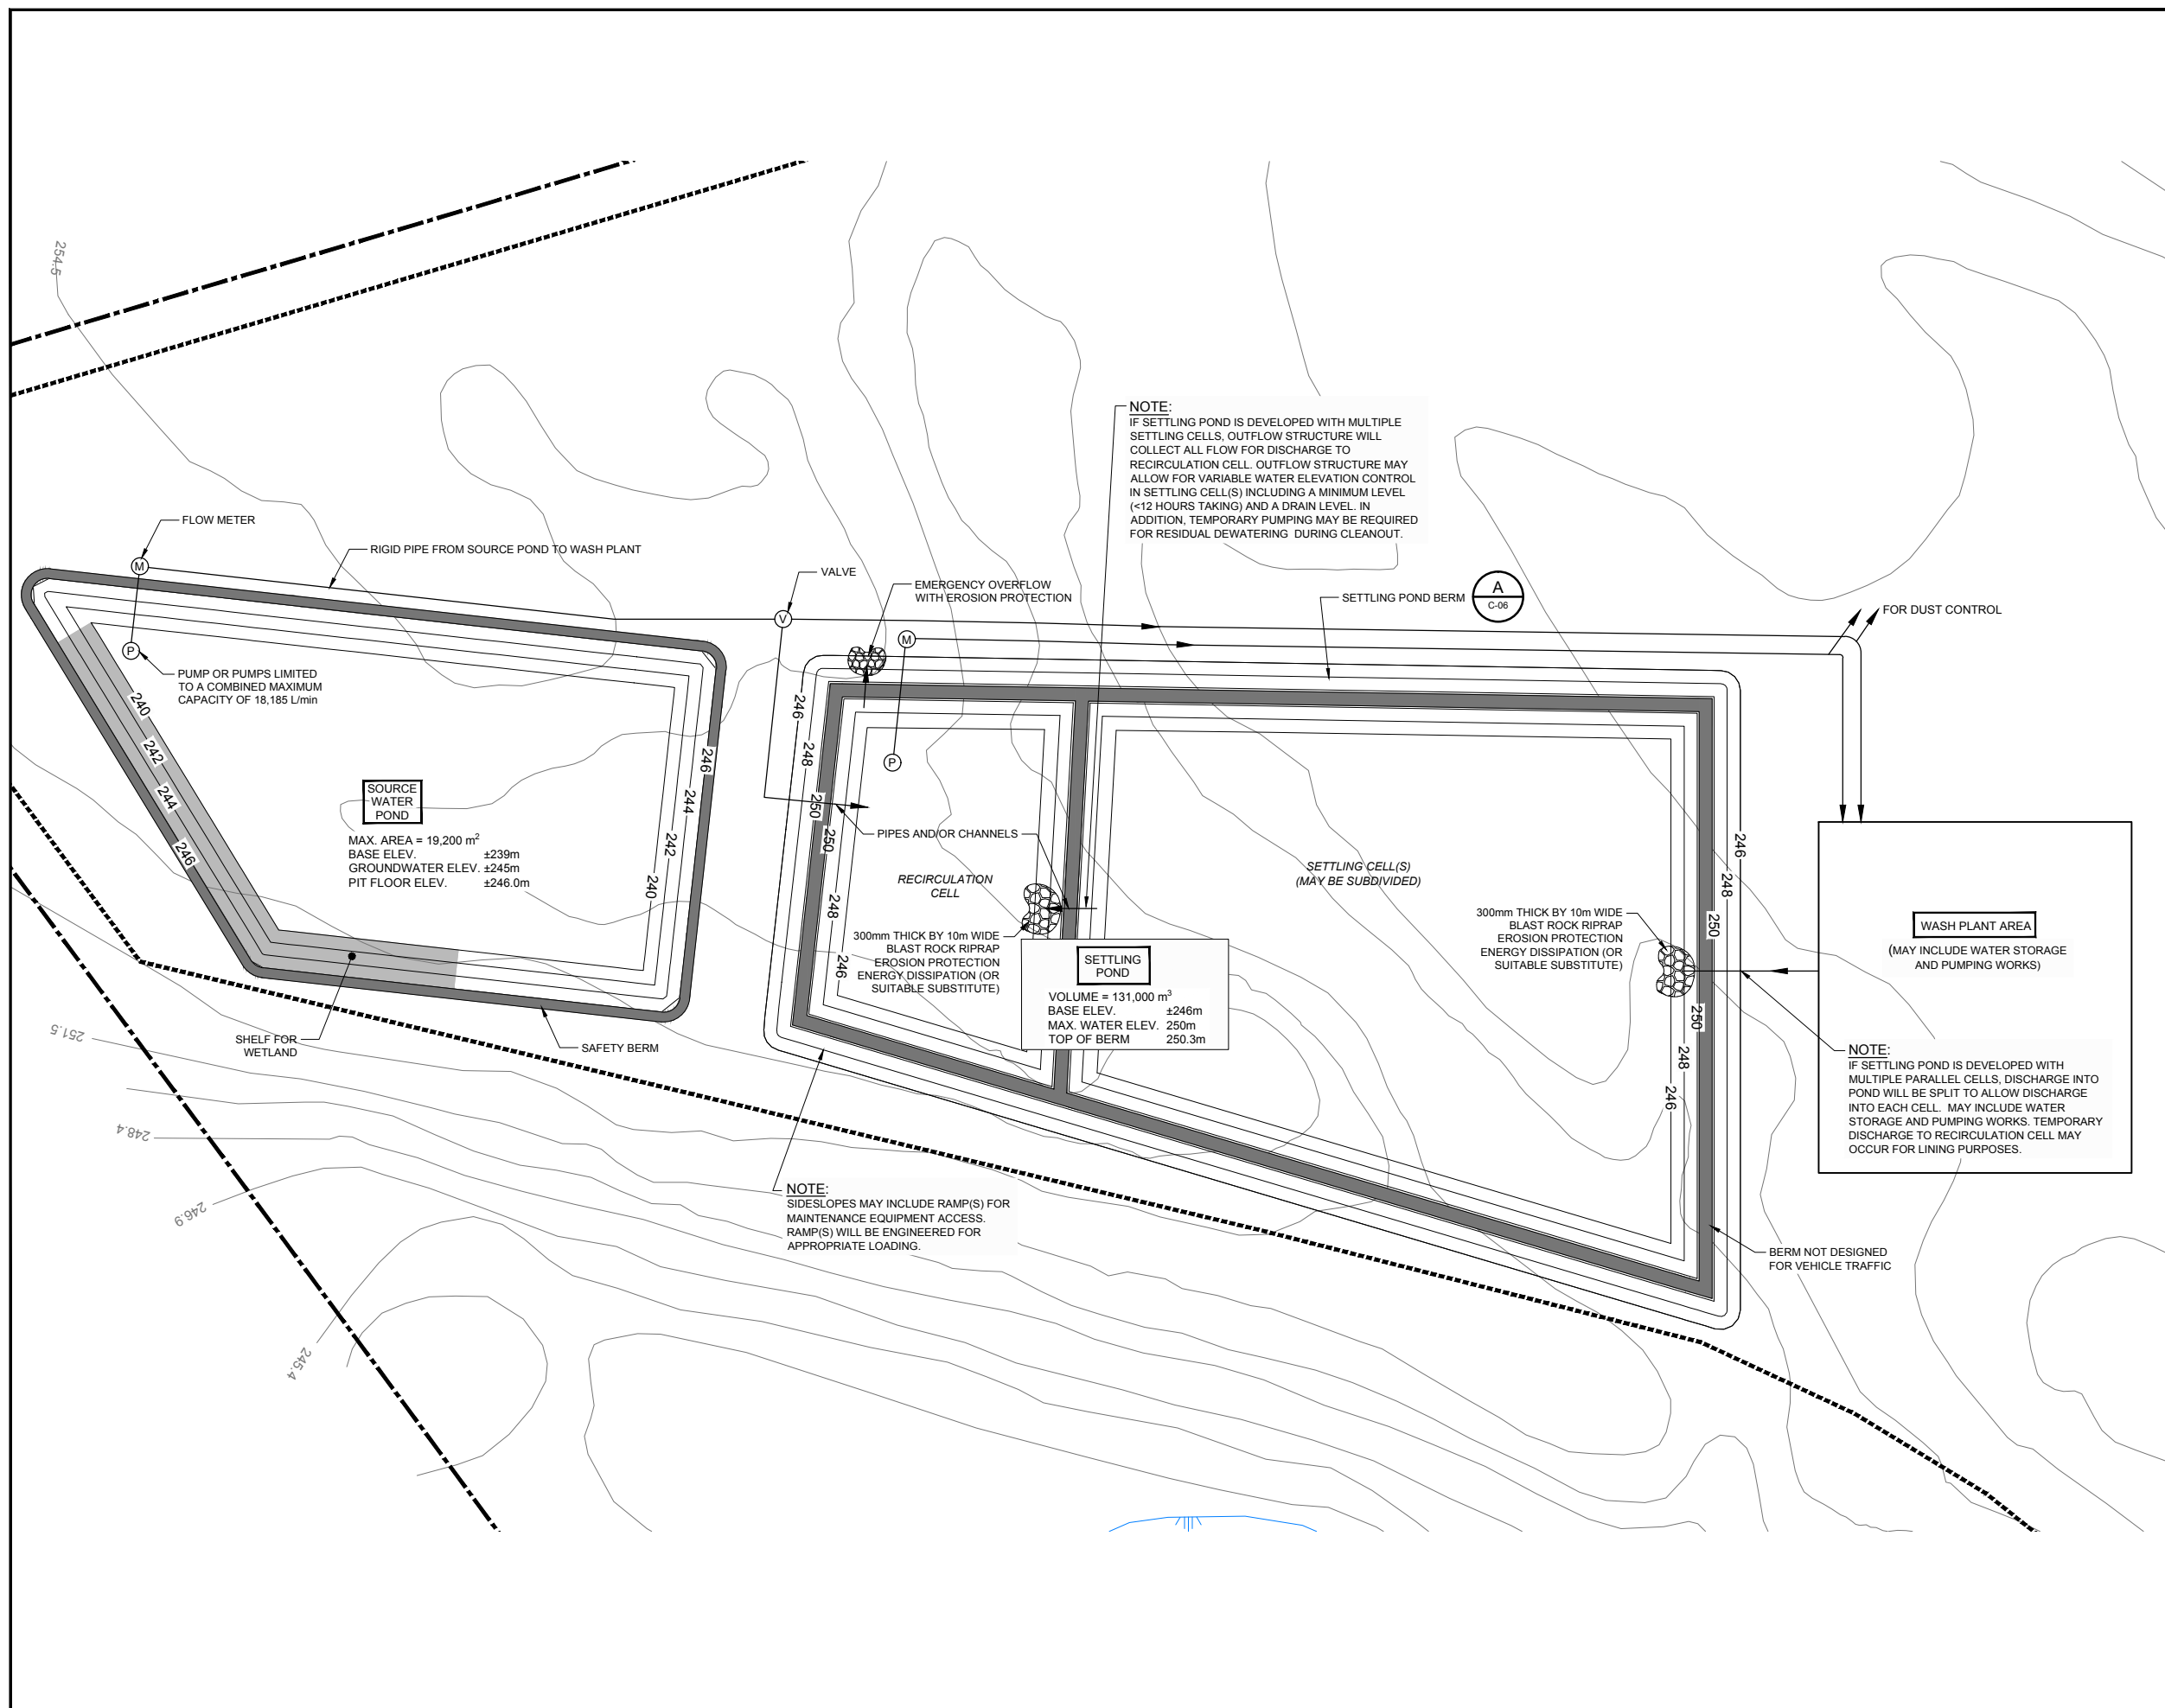 254.5
NOTE:
IF SETTLING POND IS DEVELOPED WITH MULTIPLE
SETTLING CELLS, OUTFLOW STRUCTURE WILL
COLLECT ALL FLOW FOR DISCHARGE TO
RECIRCULATION CELL. OUTFLOW STRUCTURE MAY
ALLOW FOR VARIABLE WATER ELEVATION CONTROL
IN SETTLING CELL(S) INCLUDING A MINIMUM LEVEL
(<12 HOURS TAKING) AND A DRAIN LEVEL. IN
ADDITION, TEMPORARY PUMPING MAY BE REQUIRED
FOR RESIDUAL DEWATERING DURING CLEANOUT.
FLOW METER
M
RIGID PIPE FROM SOURCE POND TO WASH PLANT
VALVE
V
EMERGENCY OVERFLOW
WITH EROSION PROTECTION
M
SETTLING POND BERM
A
C-06
FOR DUST CONTROL
P
PUMP OR PUMPS LIMITED
TO A COMBINED MAXIMUM
CAPACITY OF 18,185 L/min
240
242
244
246
SOURCE
WATER
POND
MAX. AREA = 19,200 m²
BASE ELEV. ±239m
GROUNDWATER ELEV. ±245m
PIT FLOOR ELEV. ±246.0m
246
244
242
240
246
248
250
250
248
246
P
PIPES AND/OR CHANNELS
RECIRCULATION
CELL
300mm THICK BY 10m WIDE
BLAST ROCK RIPRAP
EROSION PROTECTION
ENERGY DISSIPATION (OR
SUITABLE SUBSTITUTE)
SETTLING
POND
VOLUME = 131,000 m³
BASE ELEV. ±246m
MAX. WATER ELEV. 250m
TOP OF BERM 250.3m
SETTLING CELL(S)
(MAY BE SUBDIVIDED)
300mm THICK BY 10m WIDE
BLAST ROCK RIPRAP
EROSION PROTECTION
ENERGY DISSIPATION (OR
SUITABLE SUBSTITUTE)
246
248
250
250
248
246
WASH PLANT AREA
(MAY INCLUDE WATER STORAGE
AND PUMPING WORKS)
NOTE:
IF SETTLING POND IS DEVELOPED WITH
MULTIPLE PARALLEL CELLS, DISCHARGE INTO
POND WILL BE SPLIT TO ALLOW DISCHARGE
INTO EACH CELL. MAY INCLUDE WATER
STORAGE AND PUMPING WORKS. TEMPORARY
DISCHARGE TO RECIRCULATION CELL MAY
OCCUR FOR LINING PURPOSES.
SHELF FOR
WETLAND
SAFETY BERM
251.5
248.4
246.9
245.4
NOTE:
SIDESLOPES MAY INCLUDE RAMP(S) FOR
MAINTENANCE EQUIPMENT ACCESS.
RAMP(S) WILL BE ENGINEERED FOR
APPROPRIATE LOADING.
BERM NOT DESIGNED
FOR VEHICLE TRAFFIC